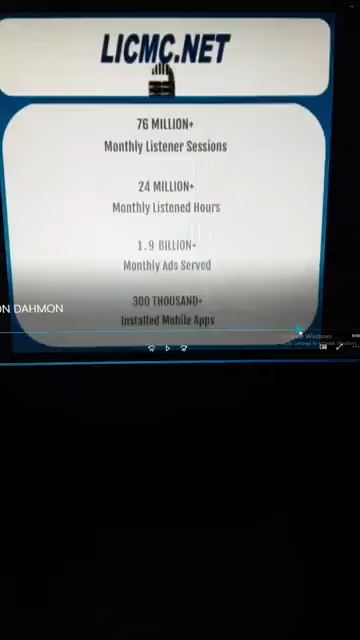 LICMC.NET
76 MILLION+
Monthly Listener Sessions
24 MILLION+
Monthly Listened Hours
1.9 BILLION+
Monthly Ads Served
300 THOUSAND+
Installed Mobile Apps
ON DAHMON
Windows